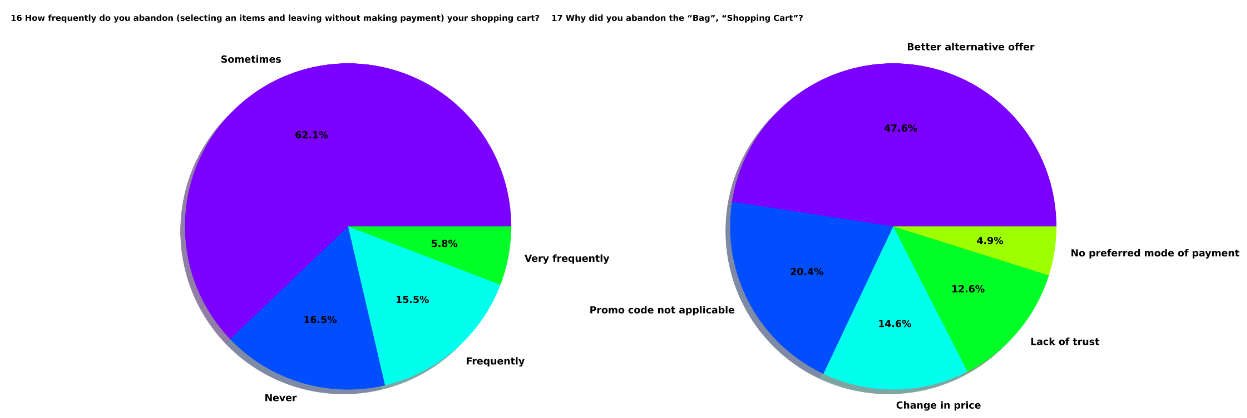 16 How frequently do you abandon (selecting an items and leaving without making payment) your shopping cart?
Sometimes
62.1%
5.8%
Very frequently
15.5%
16.5%
Frequently
Never
17 Why did you abandon the “Bag”, “Shopping Cart”?
Better alternative offer
47.6%
4.9%
No preferred mode of payment
20.4%
12.6%
Promo code not applicable
14.6%
Lack of trust
Change in price